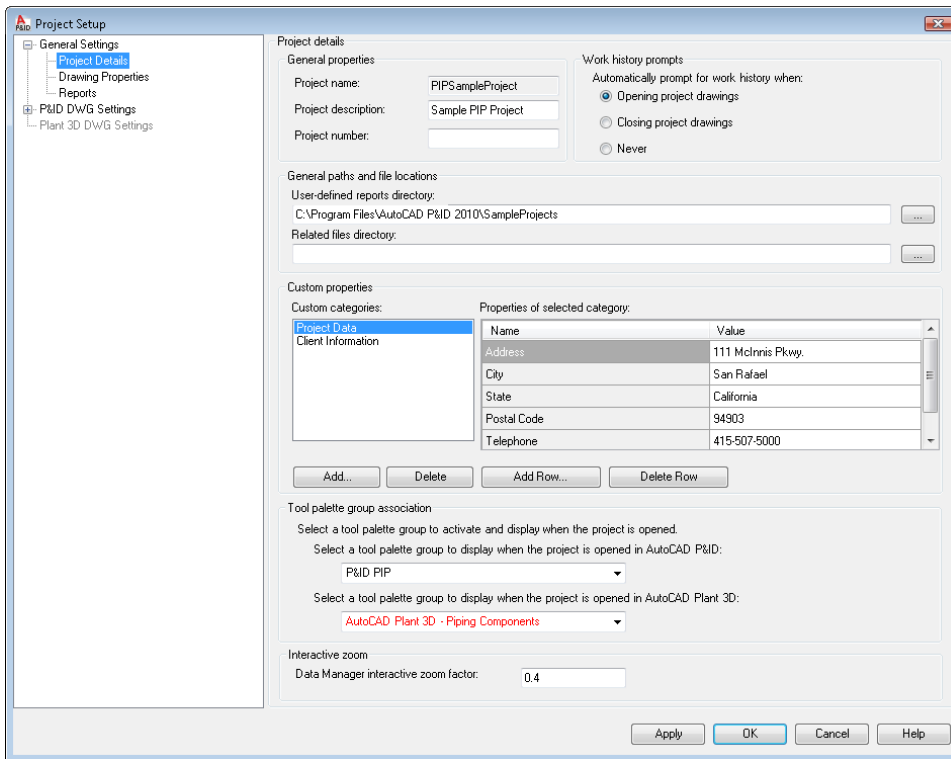 P&ID Project Setup
General Settings
Project Details
Drawing Properties
Reports
P&ID DWG Settings
Plant 3D DWG Settings
Project details
General properties
Project name: PIPSampleProject
Project description: Sample PIP Project
Project number:
Work history prompts
Automatically prompt for work history when:
Opening project drawings
Closing project drawings
Never
General paths and file locations
User-defined reports directory:
C:\Program Files\AutoCAD P&ID 2010\SampleProjects
...
Related files directory:
...
Custom properties
Custom categories:
Project Data
Client Information
Properties of selected category:
Name Value
Address 111 McInnis Pkwy.
City San Rafael
State California
Postal Code 94903
Telephone 415-507-5000
Add... Delete Add Row... Delete Row
Tool palette group association
Select a tool palette group to activate and display when the project is opened.
Select a tool palette group to display when the project is opened in AutoCAD P&ID:
P&ID PIP
Select a tool palette group to display when the project is opened in AutoCAD Plant 3D:
AutoCAD Plant 3D - Piping Components
Interactive zoom
Data Manager interactive zoom factor: 0.4
Apply OK Cancel Help